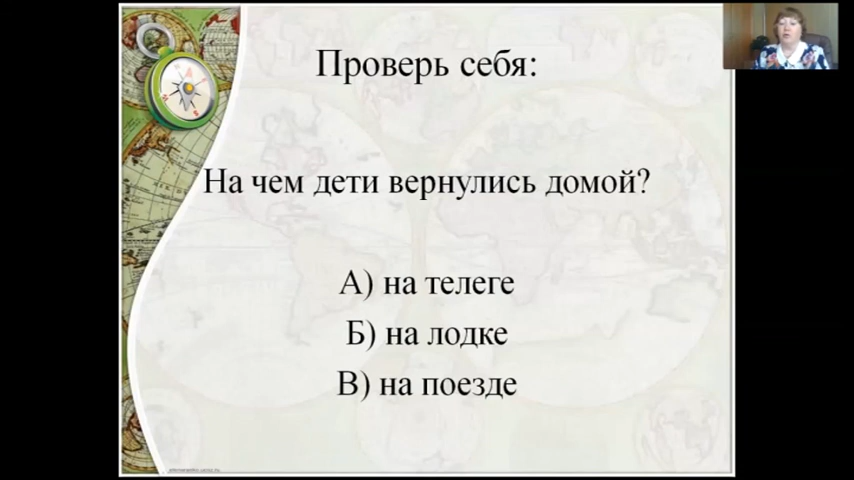 Проверь себя:
На чем дети вернулись домой?
А) на телеге
Б) на лодке
В) на поезде